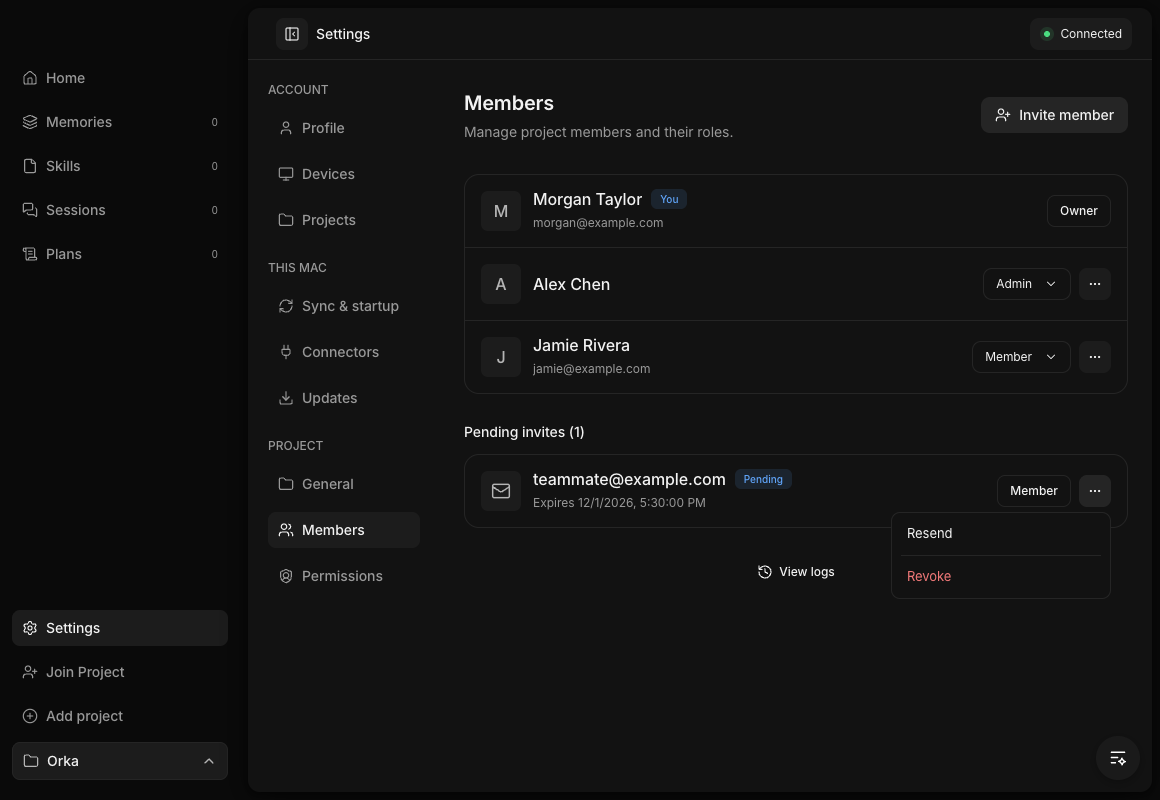 Settings
Connected
Home
Memories 0
Skills 0
Sessions 0
Plans 0
Settings
Join Project
Add project
Orka
ACCOUNT
Profile
Devices
Projects
THIS MAC
Sync & startup
Connectors
Updates
PROJECT
General
Members
Permissions
Members
Manage project members and their roles.
Invite member
M
Morgan Taylor You
morgan@example.com
Owner
A
Alex Chen
Admin
J
Jamie Rivera
jamie@example.com
Member
Pending invites (1)
teammate@example.com Pending
Expires 12/1/2026, 5:30:00 PM
Member
Resend
Revoke
View logs